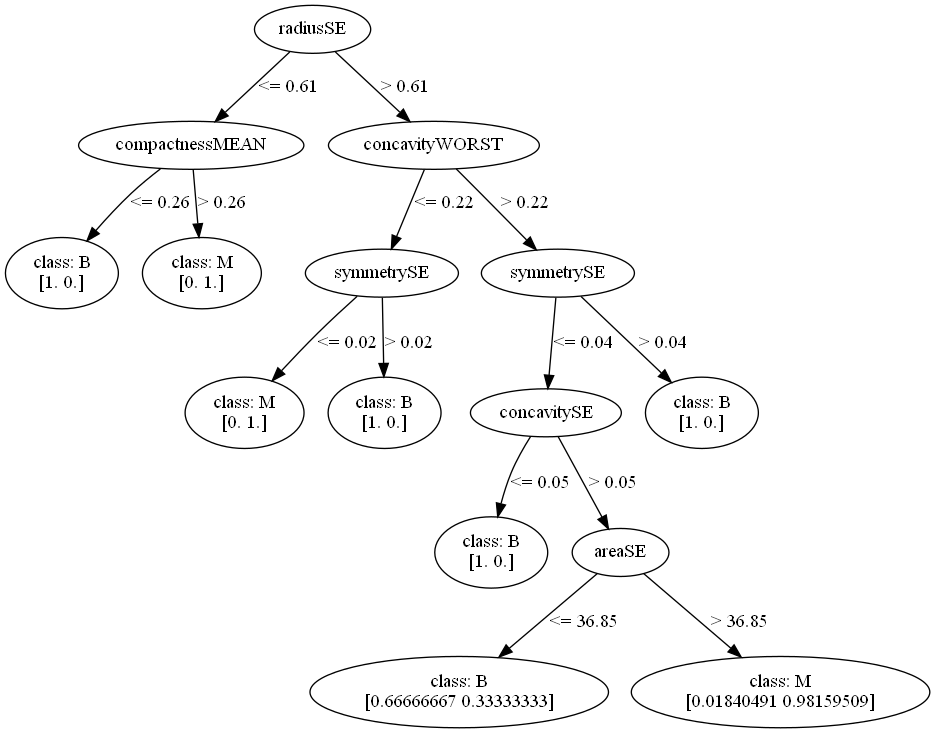 radiusSE
<= 0.61
> 0.61
compactnessMEAN
concavityWORST
<= 0.26
> 0.26
<= 0.22
> 0.22
class: B
[1. 0.]
class: M
[0. 1.]
symmetrySE
symmetrySE
<= 0.02
> 0.02
<= 0.04
> 0.04
class: M
[0. 1.]
class: B
[1. 0.]
concavitySE
class: B
[1. 0.]
<= 0.05
> 0.05
class: B
[1. 0.]
areaSE
<= 36.85
> 36.85
class: B
[0.66666667 0.33333333]
class: M
[0.01840491 0.98159509]